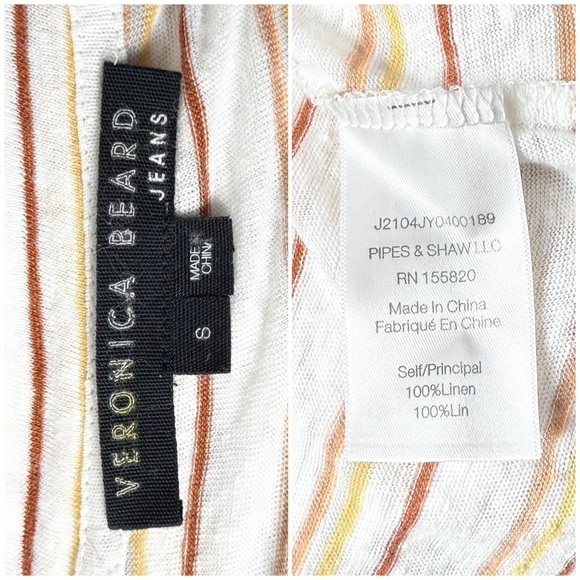 VERONICA BEARD
JEANS
MADE IN
CHINA
S
J2104JY0400189
PIPES & SHAW LLC
RN 155820
Made In China
Fabriqué En Chine
Self/Principal
100%Linen
100%Lin